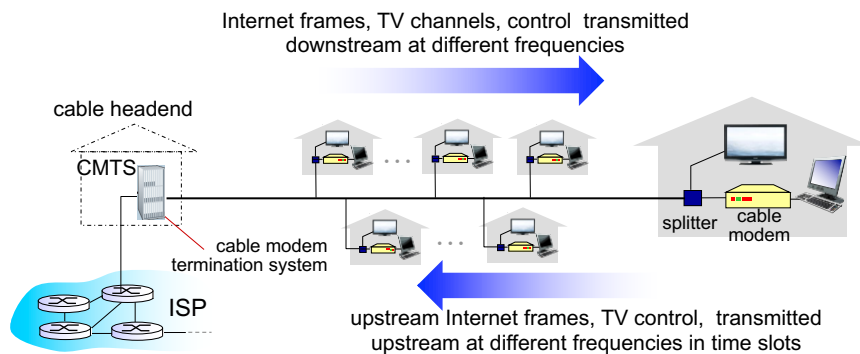 Internet frames, TV channels, control transmitted
downstream at different frequencies
cable headend
CMTS
...
...
splitter
cable
modem
cable modem
termination system
...
ISP
upstream Internet frames, TV control, transmitted
upstream at different frequencies in time slots